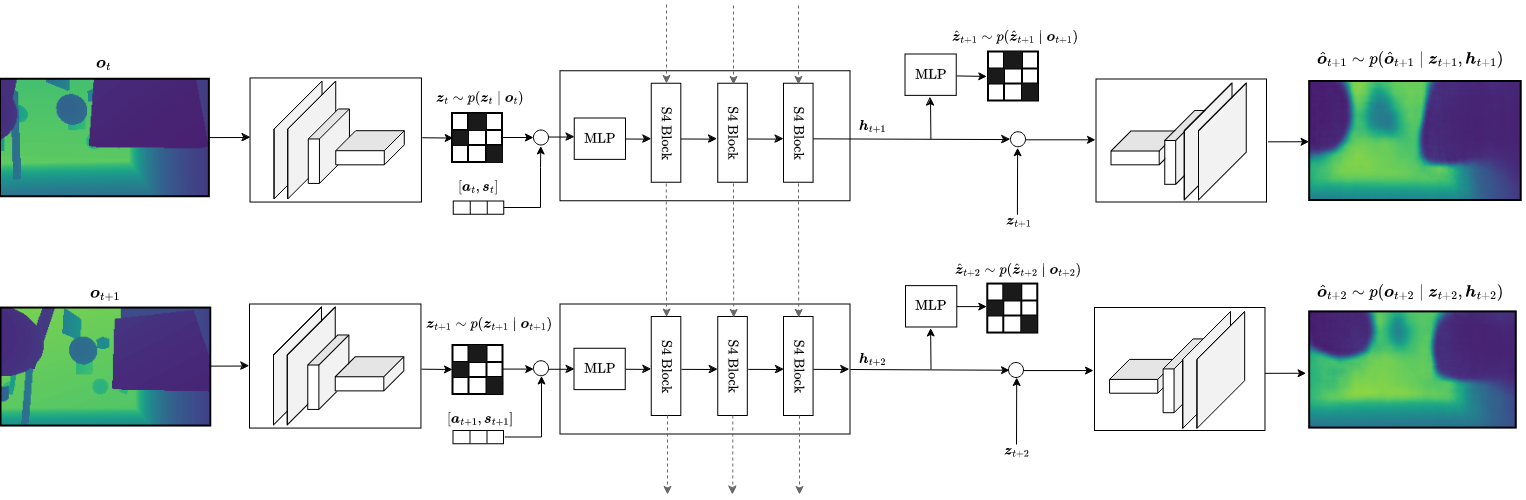 $\boldsymbol{o}_t$
$\boldsymbol{z}_t \sim p(\boldsymbol{z}_t \mid \boldsymbol{o}_t)$
$[\boldsymbol{a}_t, \boldsymbol{s}_t]$
MLP
S4 Block
S4 Block
S4 Block
$\boldsymbol{h}_{t+1}$
MLP
$\hat{\boldsymbol{z}}_{t+1} \sim p(\hat{\boldsymbol{z}}_{t+1} \mid \boldsymbol{o}_{t+1})$
$\boldsymbol{z}_{t+1}$
$\hat{\boldsymbol{o}}_{t+1} \sim p(\hat{\boldsymbol{o}}_{t+1} \mid \boldsymbol{z}_{t+1}, \boldsymbol{h}_{t+1})$
$\boldsymbol{o}_{t+1}$
$\boldsymbol{z}_{t+1} \sim p(\boldsymbol{z}_{t+1} \mid \boldsymbol{o}_{t+1})$
$[\boldsymbol{a}_{t+1}, \boldsymbol{s}_{t+1}]$
MLP
S4 Block
S4 Block
S4 Block
$\boldsymbol{h}_{t+2}$
MLP
$\hat{\boldsymbol{z}}_{t+2} \sim p(\hat{\boldsymbol{z}}_{t+2} \mid \boldsymbol{o}_{t+2})$
$\boldsymbol{z}_{t+2}$
$\hat{\boldsymbol{o}}_{t+2} \sim p(\boldsymbol{o}_{t+2} \mid \boldsymbol{z}_{t+2}, \boldsymbol{h}_{t+2})$